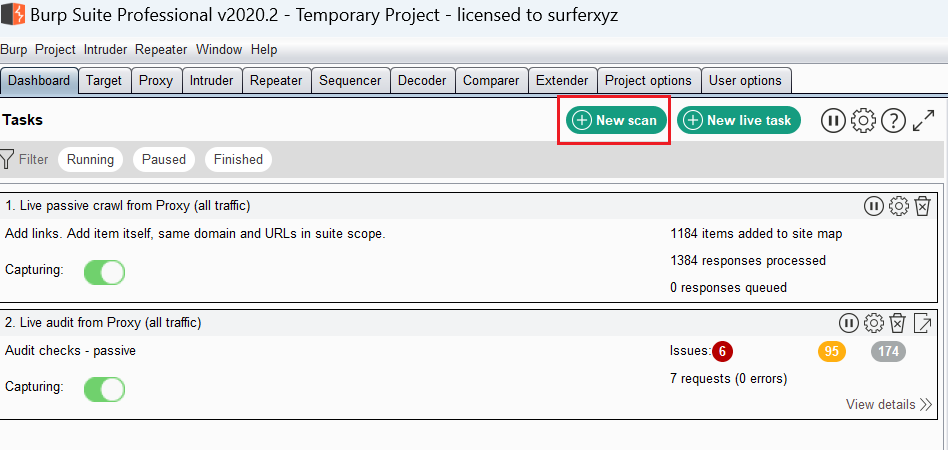 Burp Suite Professional v2020.2 - Temporary Project - licensed to surferxyz
Burp Project Intruder Repeater Window Help
Dashboard Target Proxy Intruder Repeater Sequencer Decoder Comparer Extender Project options User options
Tasks New scan New live task
Filter Running Paused Finished
1. Live passive crawl from Proxy (all traffic)
Add links. Add item itself, same domain and URLs in suite scope. 1184 items added to site map
1384 responses processed
Capturing:
0 responses queued
2. Live audit from Proxy (all traffic)
Audit checks - passive Issues: 6 95 174
7 requests (0 errors)
Capturing:
View details